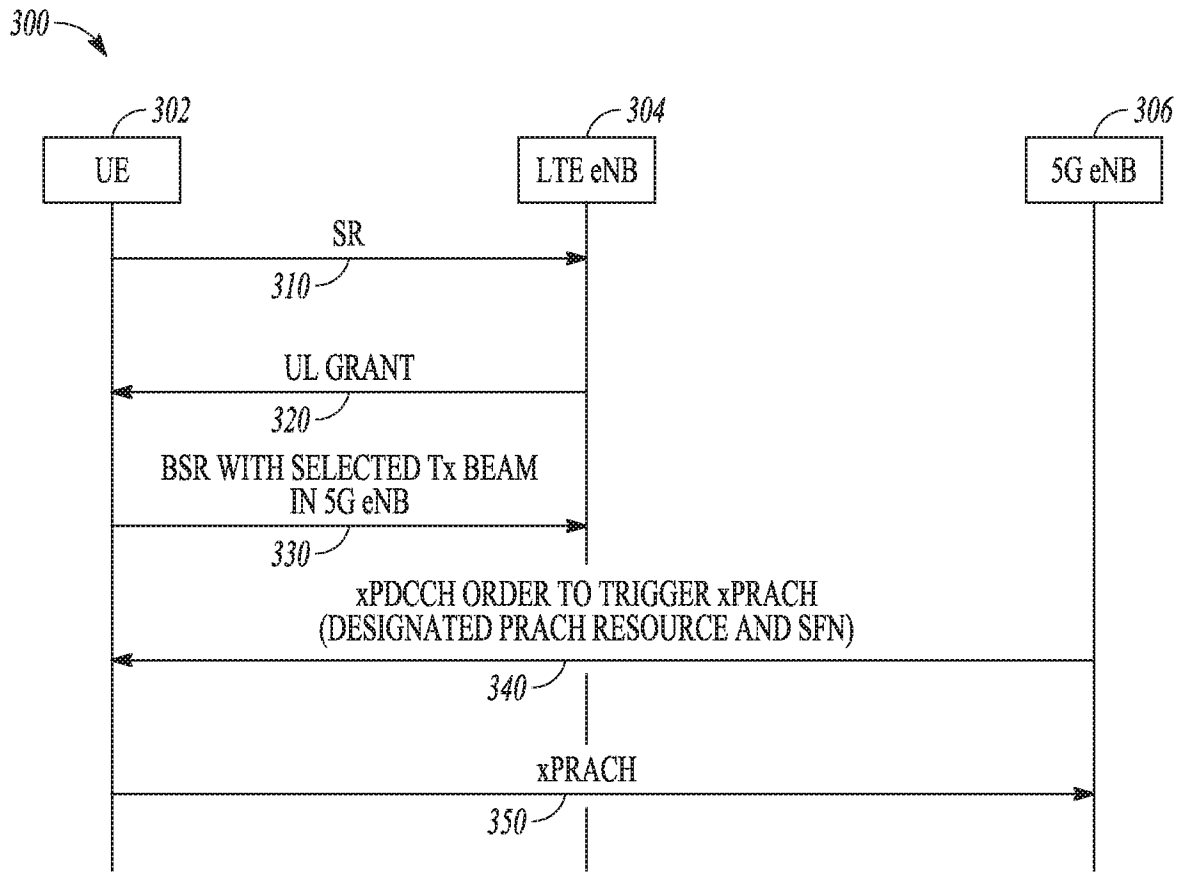 300
302
304
306
UE
LTE eNB
5G eNB
SR
310
UL GRANT
320
BSR WITH SELECTED Tx BEAM
IN 5G eNB
330
xPDCCH ORDER TO TRIGGER xPRACH
(DESIGNATED PRACH RESOURCE AND SFN)
340
xPRACH
350